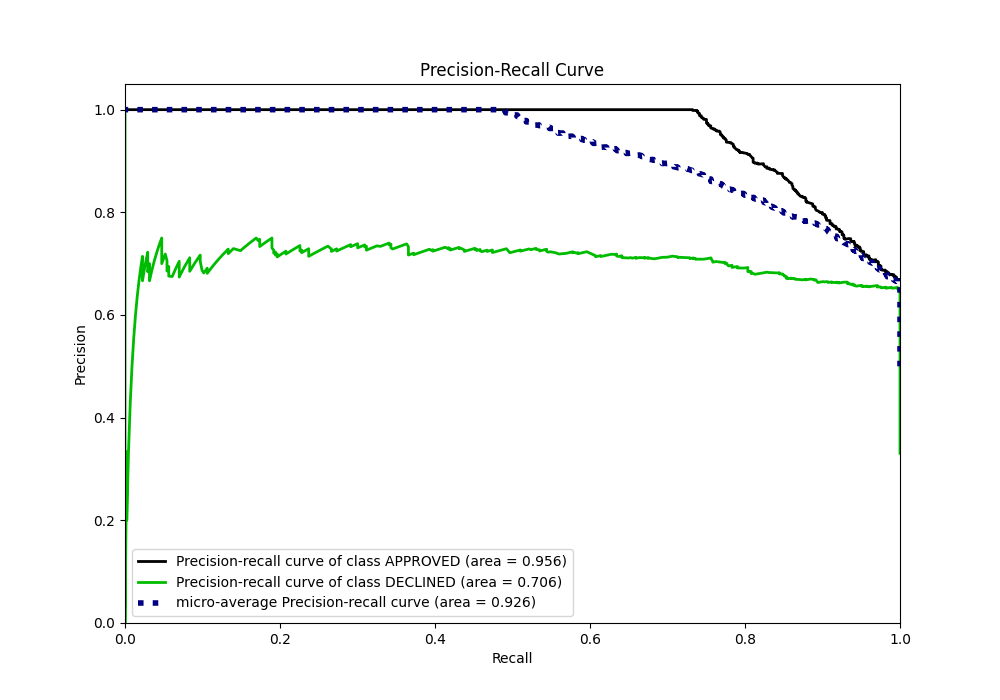 Precision-Recall Curve
1.0
0.8
0.6
0.4
0.2
0.0
Precision
Precision-recall curve of class APPROVED (area = 0.956)
Precision-recall curve of class DECLINED (area = 0.706)
micro-average Precision-recall curve (area = 0.926)
0.0 0.2 0.4 0.6 0.8 1.0
Recall